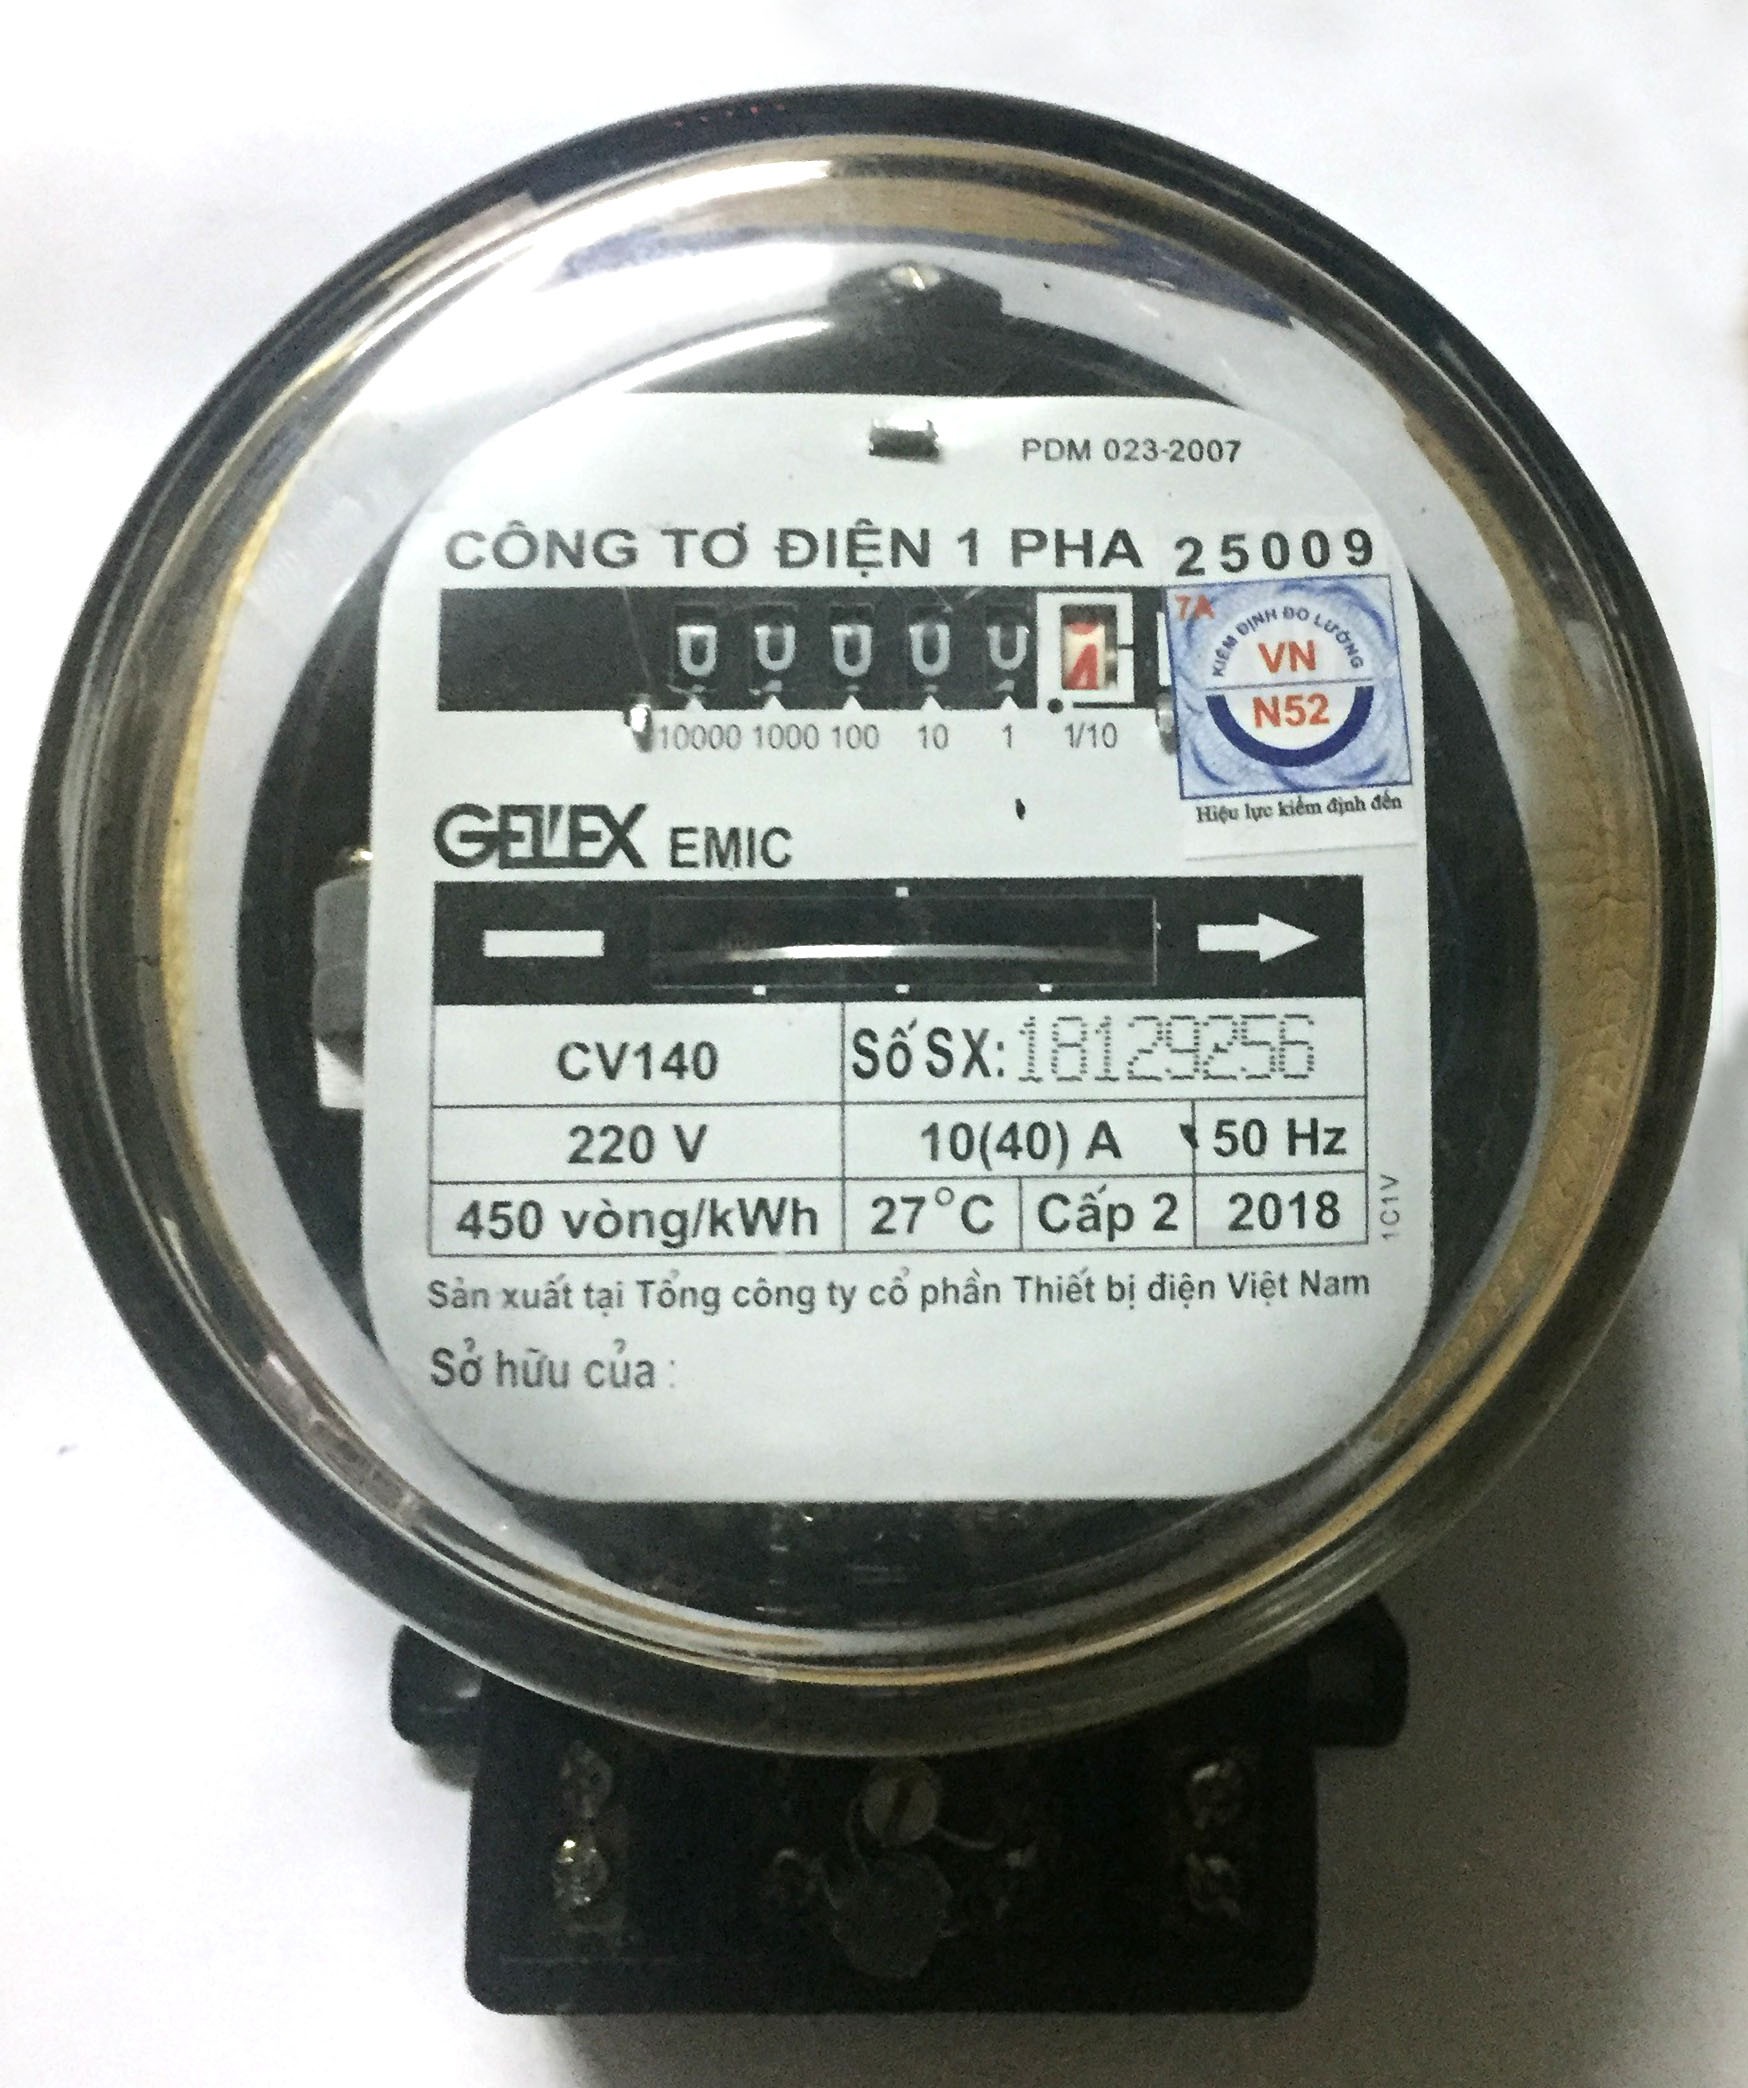 PDM 023-2007
CÔNG TƠ ĐIỆN 1 PHA 25009
7A
KIỂM ĐỊNH ĐO LƯỜNG
VN
N52
0 0 0 0 0
10000 1000 100 10 1 1/10
Hiệu lực kiểm định đến
GELEX EMIC
CV140 Số SX: 18129256
220 V 10(40) A 50 Hz
450 vòng/kWh 27°C Cấp 2 2018
1C1V
Sản xuất tại Tổng công ty cổ phần Thiết bị điện Việt Nam
Sở hữu của :